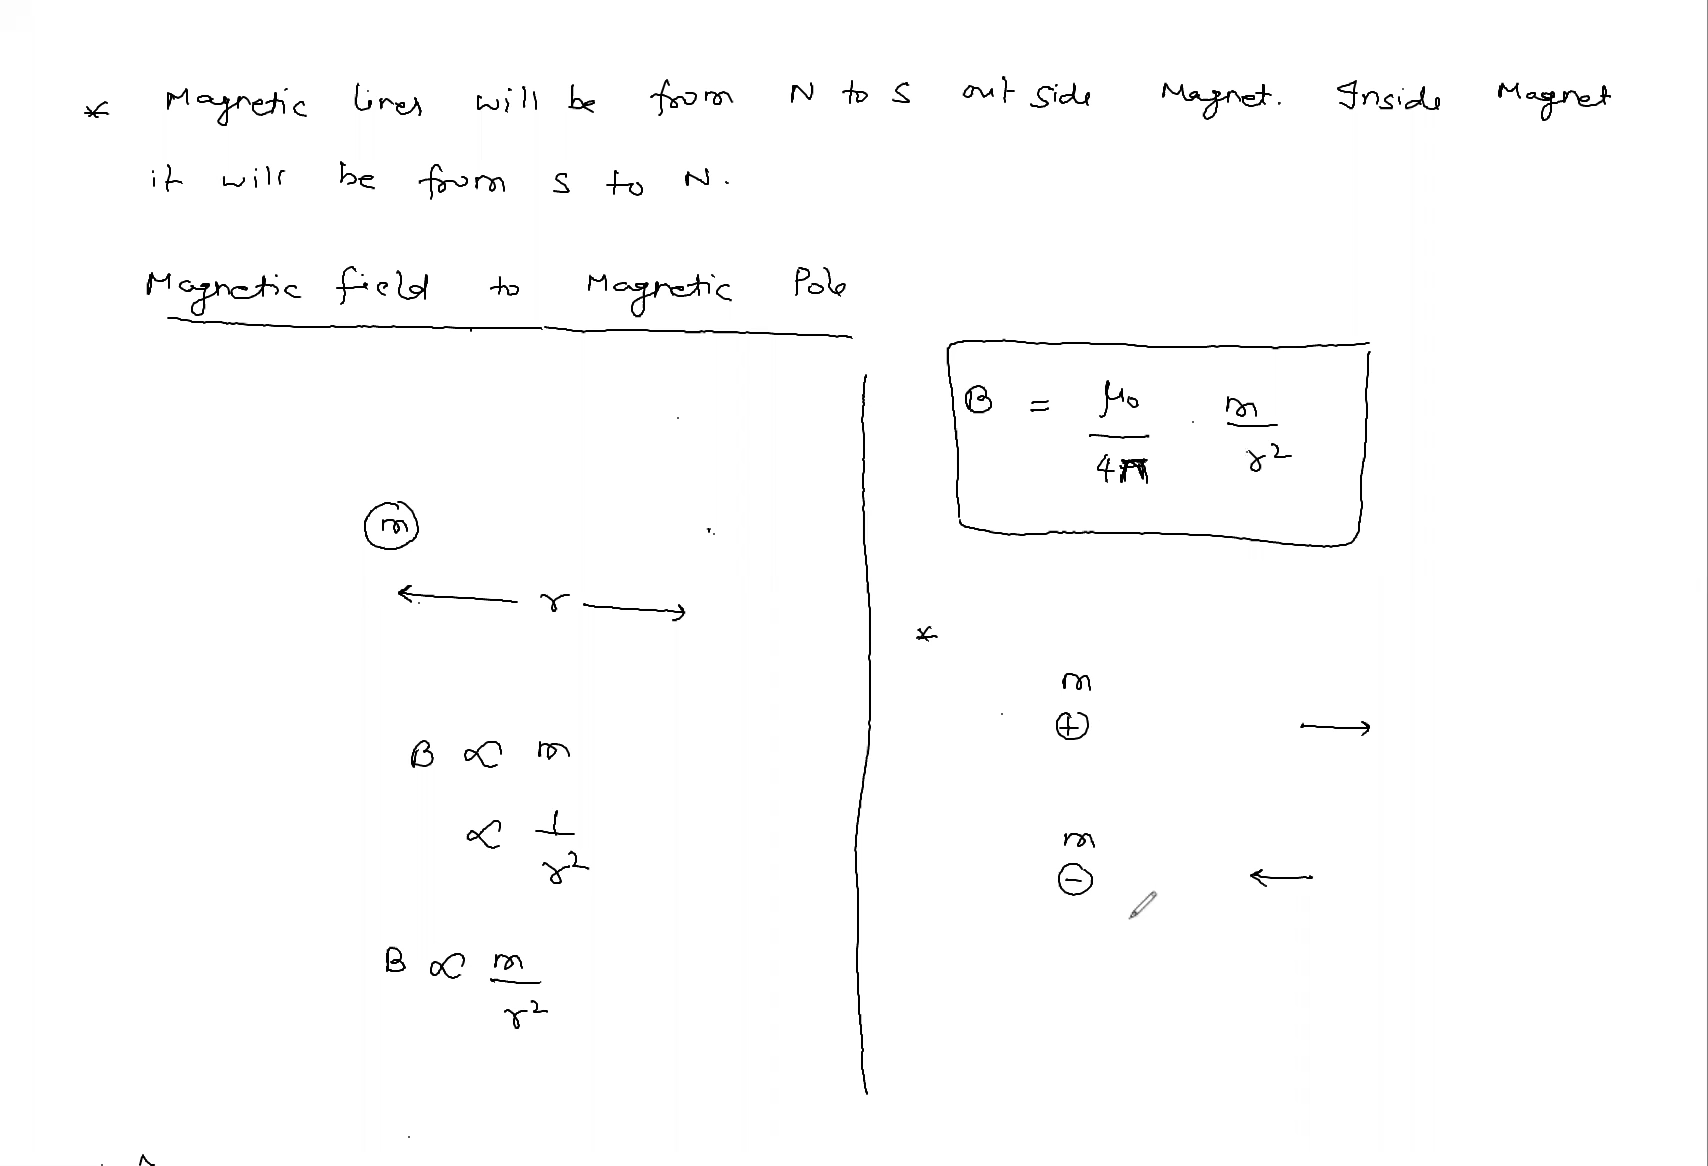 * Magnetic lines will be from N to S out side Magnet. Inside Magnet
it will be from S to N.
Magnetic field to Magnetic Pole
m
r
B ∝ m
∝ 1/r²
B ∝ m/r²
B = μ₀/4π · m/r²
*
m
⊕ →
m
⊖ ←